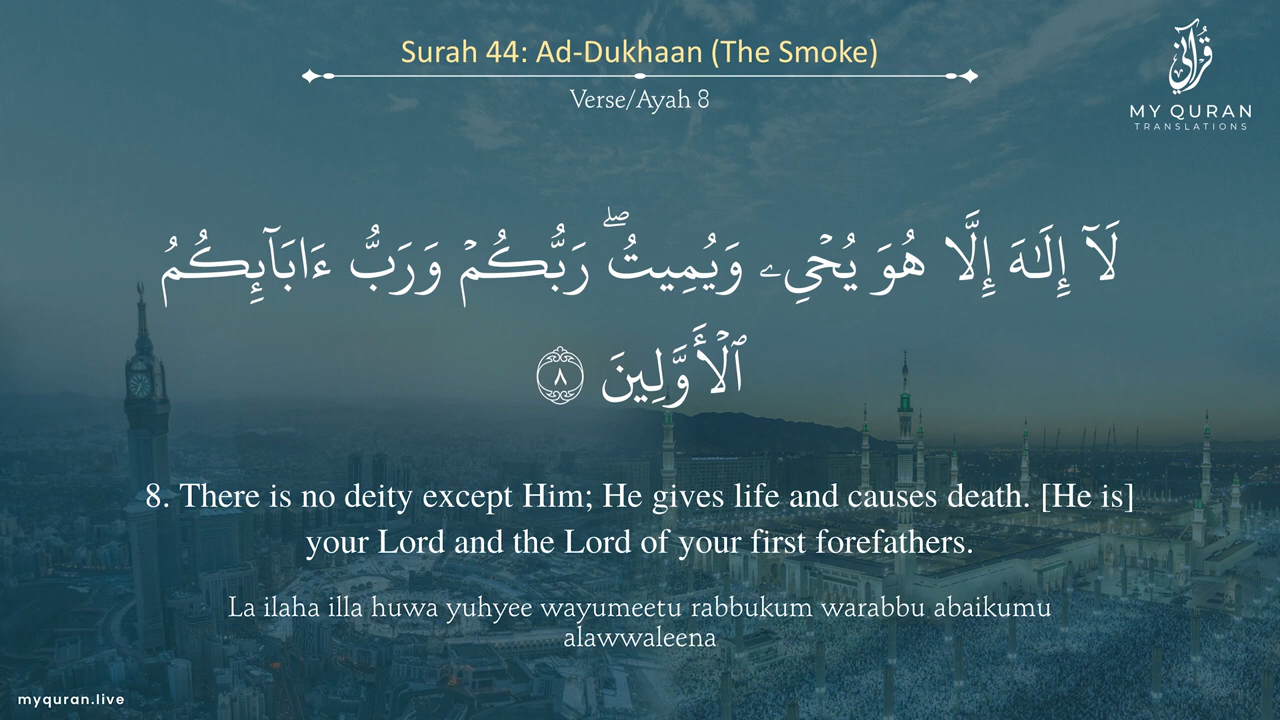 Surah 44: Ad-Dukhaan (The Smoke)
Verse/Ayah 8
قرآني
MY QURAN
TRANSLATIONS
لَآ إِلَـٰهَ إِلَّا هُوَ يُحْىِۦ وَيُمِيتُ ۖ رَبُّكُمْ وَرَبُّ ءَابَآئِكُمُ
ٱلْأَوَّلِينَ ٨
8. There is no deity except Him; He gives life and causes death. [He is]
your Lord and the Lord of your first forefathers.
La ilaha illa huwa yuhyee wayumeetu rabbukum warabbu abaikumu
alawwaleena
myquran.live